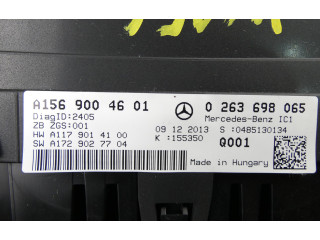 A156 900 46 01
0 263 698 065
DiagID:2405
Mercedes-Benz IC1
ZB ZGS:001
09 12 2013 S :0485130134
HW A117 901 41 00
K :155350
Q001
SW A172 902 77 04
Made in Hungary